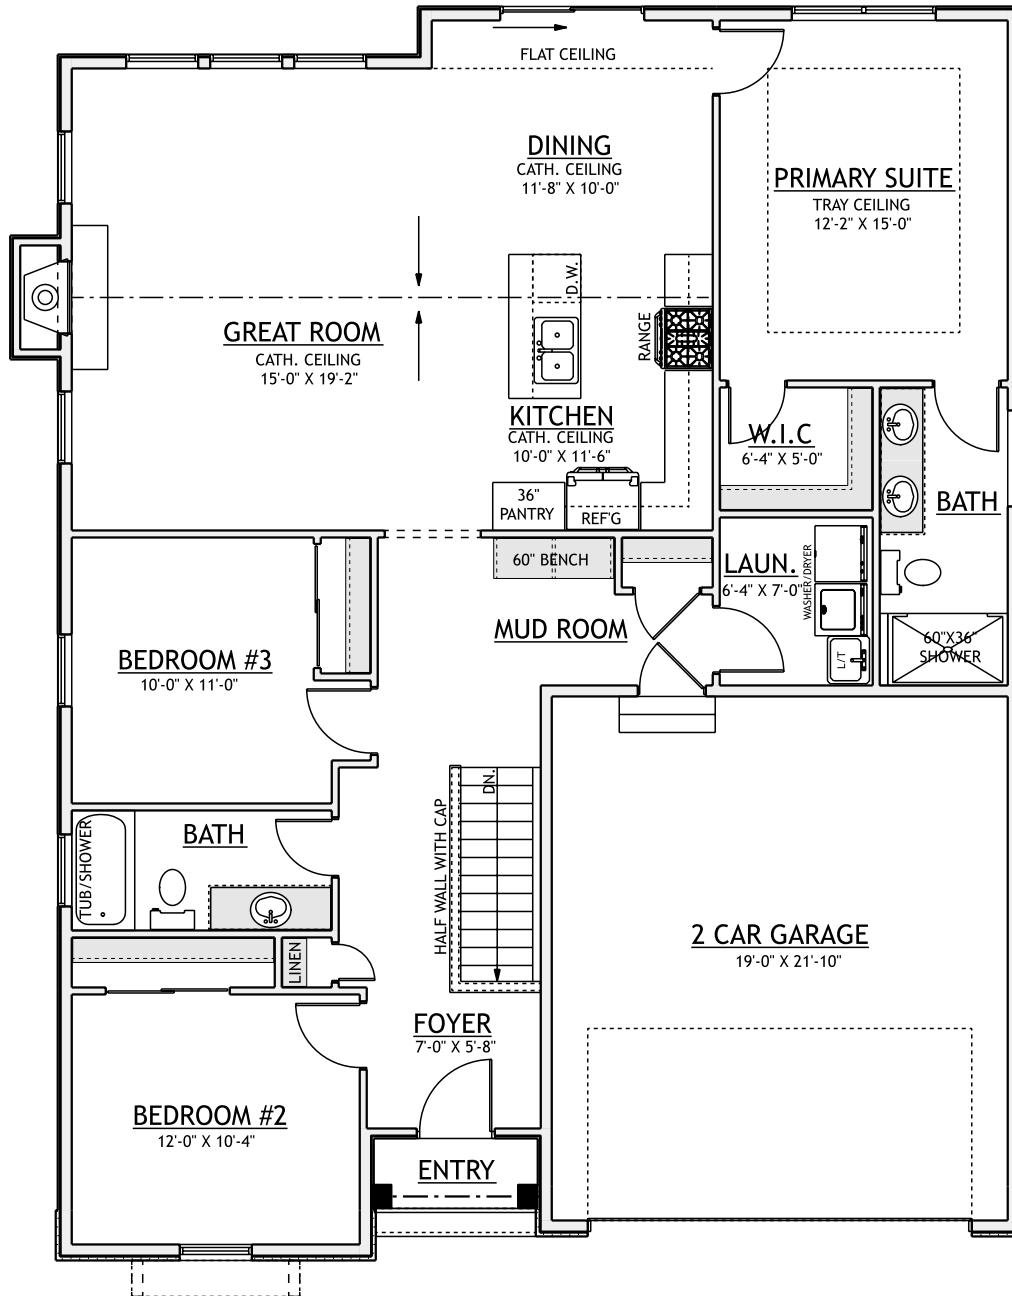 FLAT CEILING
DINING
CATH. CEILING
11'-8" X 10'-0"
PRIMARY SUITE
TRAY CEILING
12'-2" X 15'-0"
D.W.
GREAT ROOM
CATH. CEILING
15'-0" X 19'-2"
RANGE
KITCHEN
CATH. CEILING
10'-0" X 11'-6"
W.I.C
6'-4" X 5'-0"
36"
PANTRY
REF'G
BATH
60" BENCH
LAUN.
6'-4" X 7'-0"
WASHER/DRYER
MUD ROOM
L/T
60"X36"
SHOWER
BEDROOM #3
10'-0" X 11'-0"
DN.
HALF WALL WITH CAP
TUB/SHOWER
BATH
LINEN
2 CAR GARAGE
19'-0" X 21'-10"
FOYER
7'-0" X 5'-8"
BEDROOM #2
12'-0" X 10'-4"
ENTRY